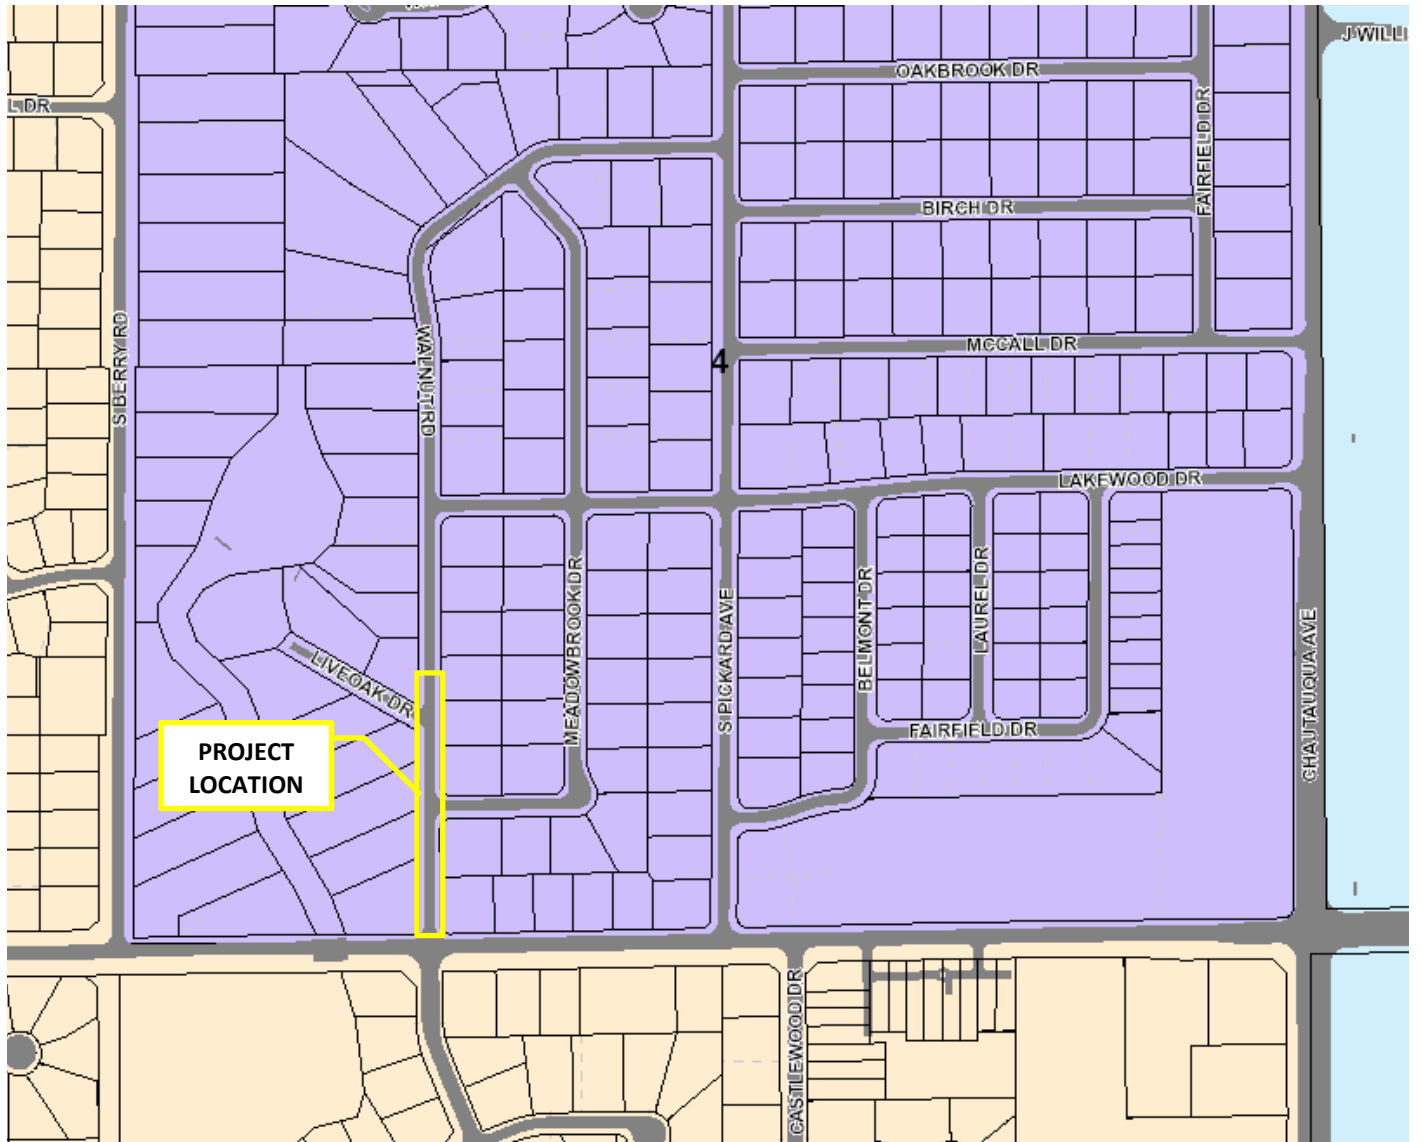 J WILLI
OAKBROOK DR
L DR
FAIRFIELD DR
BIRCH DR
S BERRY RD
WALNUT RD
MCCALL DR
4
LAKEWOOD DR
MEADOWBROOK DR
S PICKARD AVE
BELMONT DR
LAUREL DR
CHAUTAUQUA AVE
LIVEOAK DR
FAIRFIELD DR
PROJECT
LOCATION
CASTLEWOOD DR